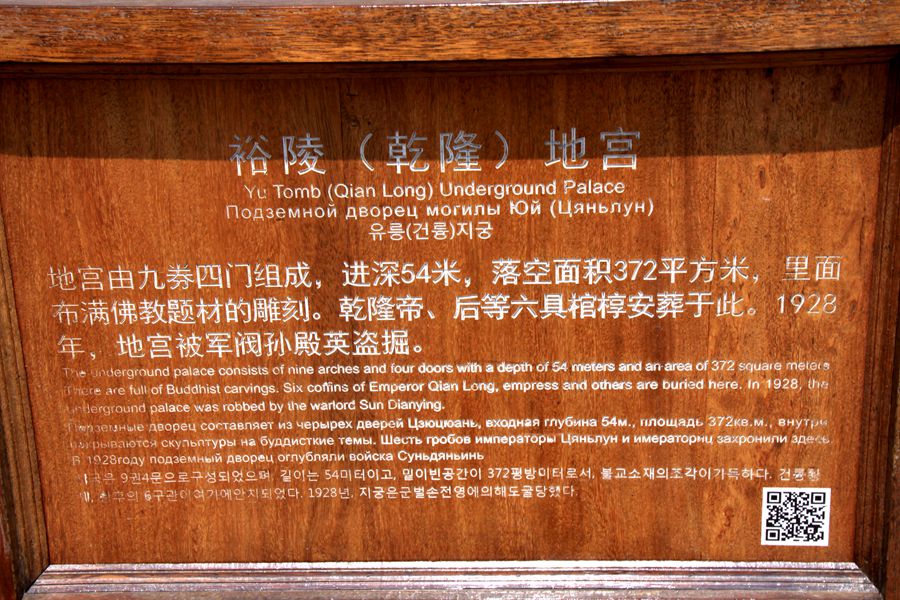 裕陵（乾隆）地宫
Yu Tomb (Qian Long) Underground Palace
Подземной дворец могилы Юй (Цяньлун)
유릉(건륭)지궁
地宫由九券四门组成，进深54米，落空面积372平方米，里面
布满佛教题材的雕刻。乾隆帝、后等六具棺椁安葬于此。1928
年，地宫被军阀孙殿英盗掘。
The underground palace consists of nine arches and four doors with a depth of 54 meters and an area of 372 square meters
There are full of Buddhist carvings. Six coffins of Emperor Qian Long, empress and others are buried here. In 1928, the
underground palace was robbed by the warlord Sun Dianying.
дворец составляет из черырех дверей Цзюцюань, входная глубина 54м., площадь 372кв.м., внутри
скульптуры на буддисткие темы. Шесть гробов императоры Цяньлун и имераториц захронили здесь
В 1928году подземный дворец оглубляли войска Суньдяньинь
9권4문으로구성되었으며, 길이는 54미터이고, 밑이빈공간이 372평방미터로서, 불교소재의조각이가득하다. 건륭황
6구관이여기에안치되었다. 1928년, 지궁은군벌손전영에의해도굴당했다.